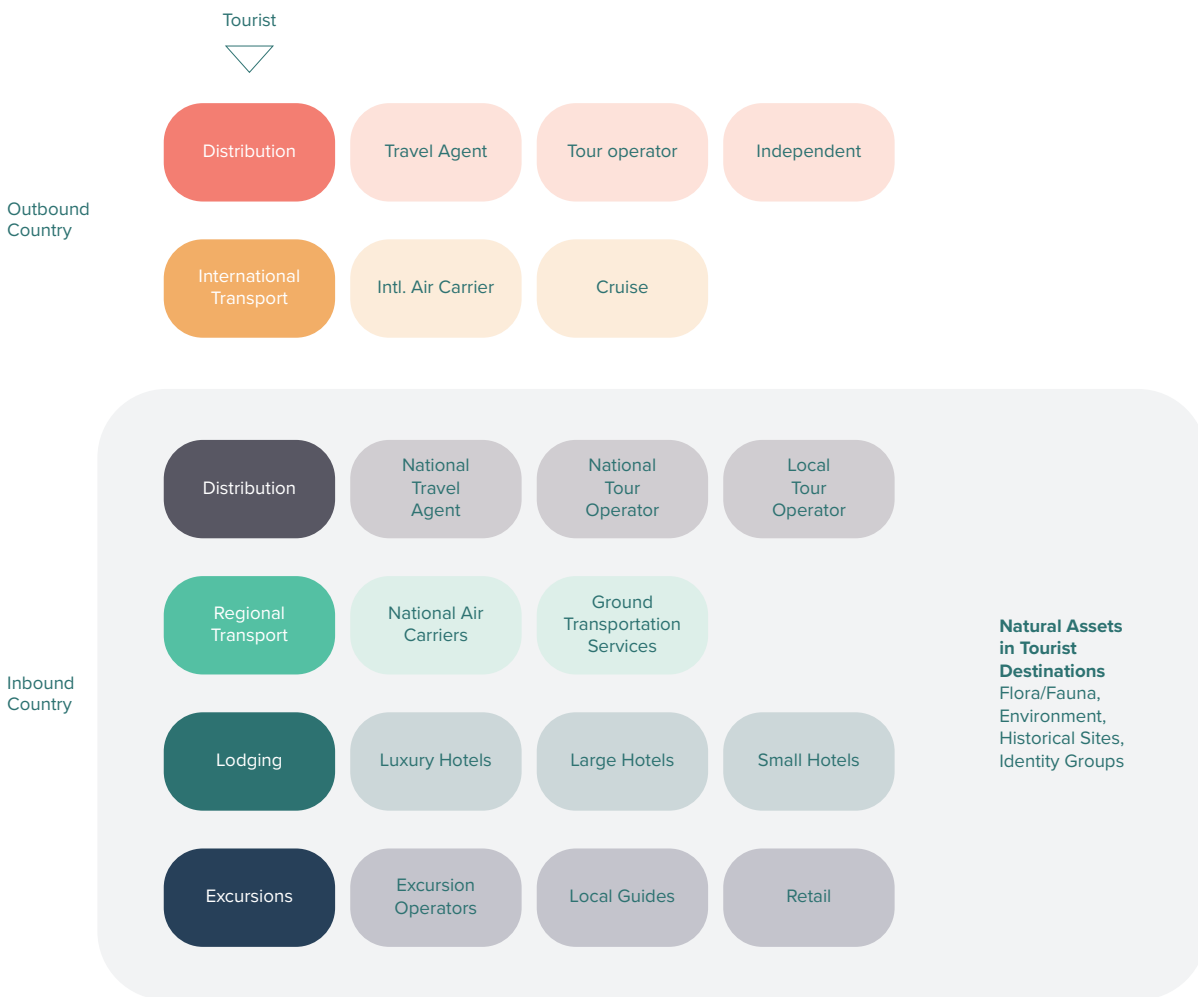 Tourist
Outbound
Country
Distribution
Travel Agent
Tour operator
Independent
International
Transport
Intl. Air Carrier
Cruise
Inbound
Country
Distribution
National
Travel
Agent
National
Tour
Operator
Local
Tour
Operator
Regional
Transport
National Air
Carriers
Ground
Transportation
Services
Lodging
Luxury Hotels
Large Hotels
Small Hotels
Excursions
Excursion
Operators
Local Guides
Retail
Natural Assets
in Tourist
Destinations
Flora/Fauna,
Environment,
Historical Sites,
Identity Groups